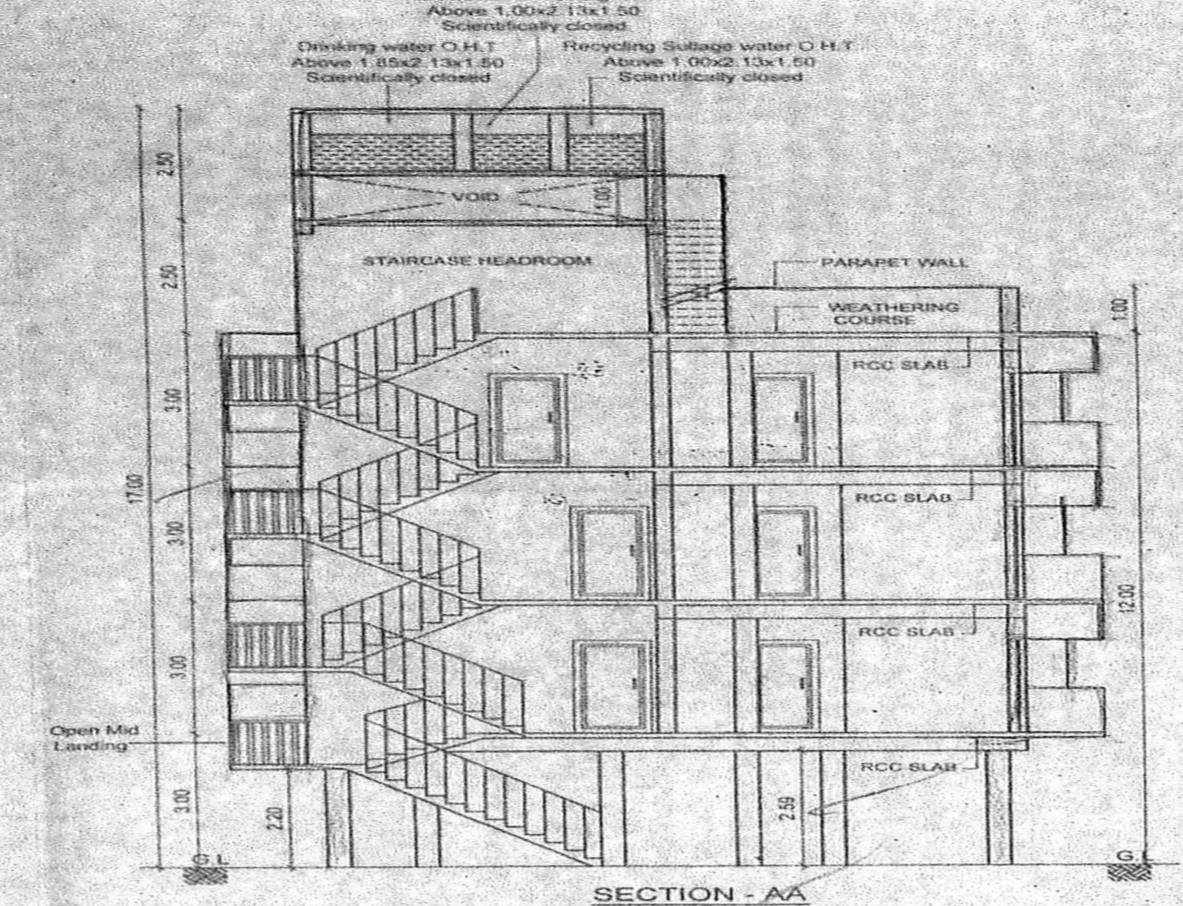 Above 1.00x2.13x1.50
Scientifically closed
Drinking water O.H.T
Above 1.85x2.13x1.50
Scientifically closed
Recycling Sullage water O.H.T
Above 1.00x2.13x1.50
Scientifically closed
2.50
VOID
1.00
STAIRCASE HEADROOM
2.50
PARAPET WALL
WEATHERING
COURSE
1.00
RCC SLAB
3.00
17.00
RCC SLAB
3.00
12.00
RCC SLAB
3.00
Open Mid
Landing
RCC SLAB
3.00
2.20
2.59
G.L
G.L
SECTION - AA